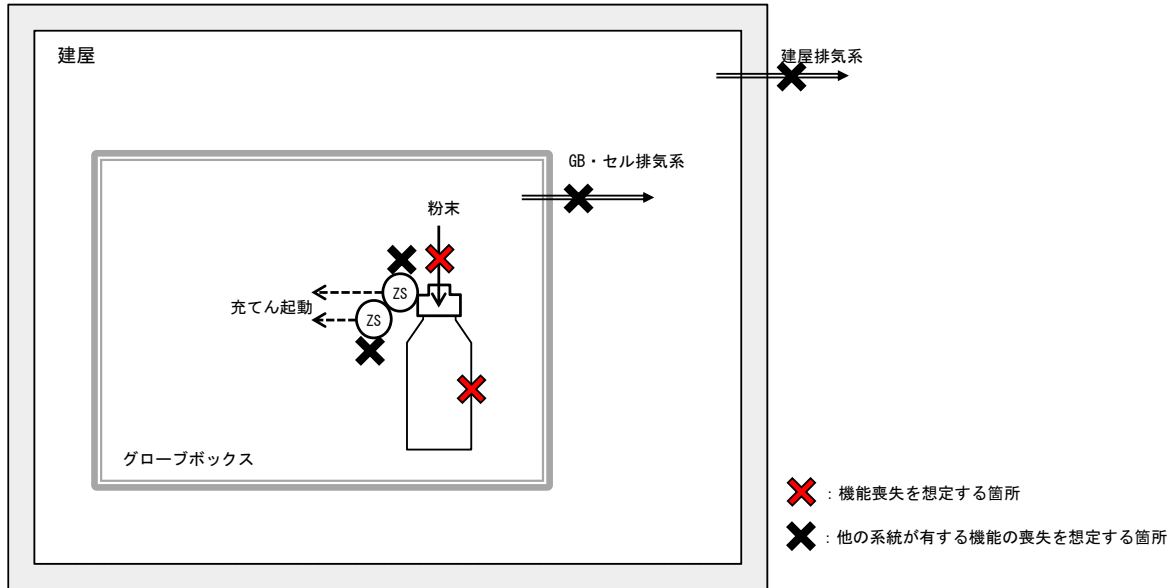 建屋
建屋排気系
GB・セル排気系
粉末
ZS
充てん起動
ZS
グローブボックス
：機能喪失を想定する箇所
：他の系統が有する機能の喪失を想定する箇所